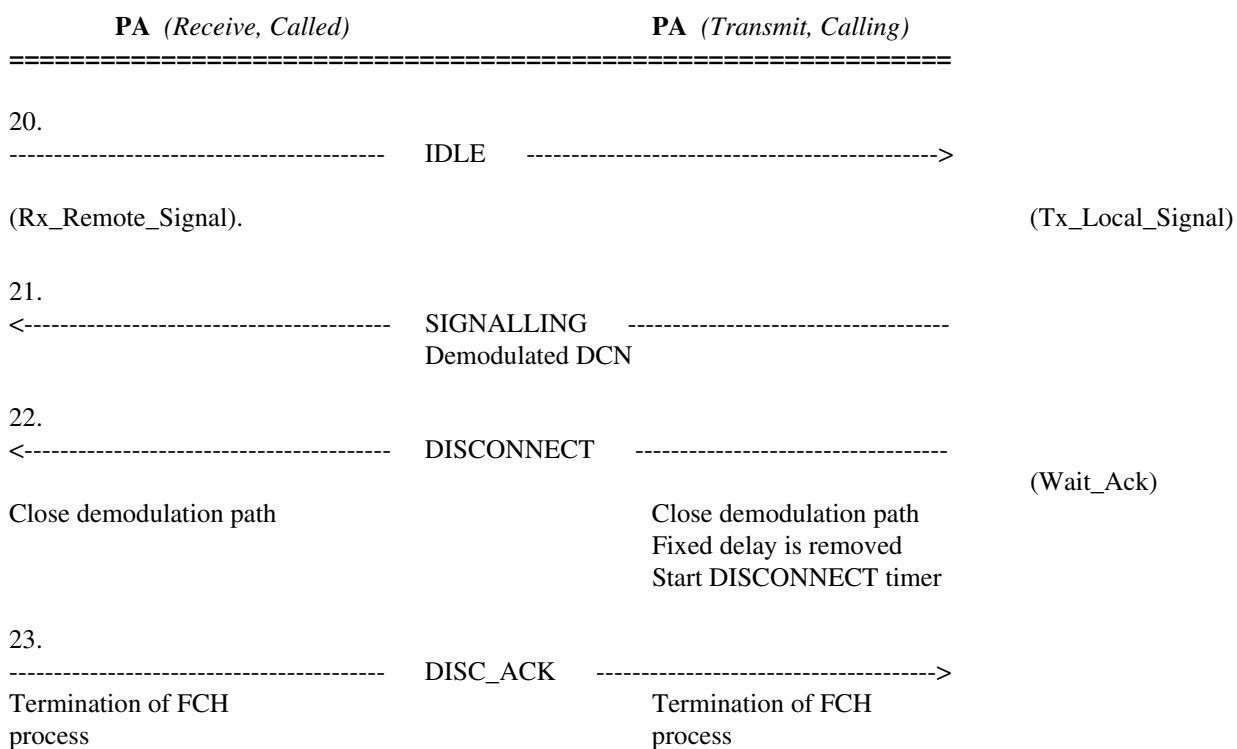 PA (Receive, Called) PA (Transmit, Calling)
===============================================================
20.
------------------------------------------ IDLE ---------------------------------------------->
(Rx_Remote_Signal). (Tx_Local_Signal)
21.
<----------------------------------------- SIGNALLING ------------------------------------
Demodulated DCN
22.
<----------------------------------------- DISCONNECT -----------------------------------
(Wait_Ack)
Close demodulation path Close demodulation path
Fixed delay is removed
Start DISCONNECT timer
23.
------------------------------------------ DISC_ACK -------------------------------------->
Termination of FCH Termination of FCH
process process